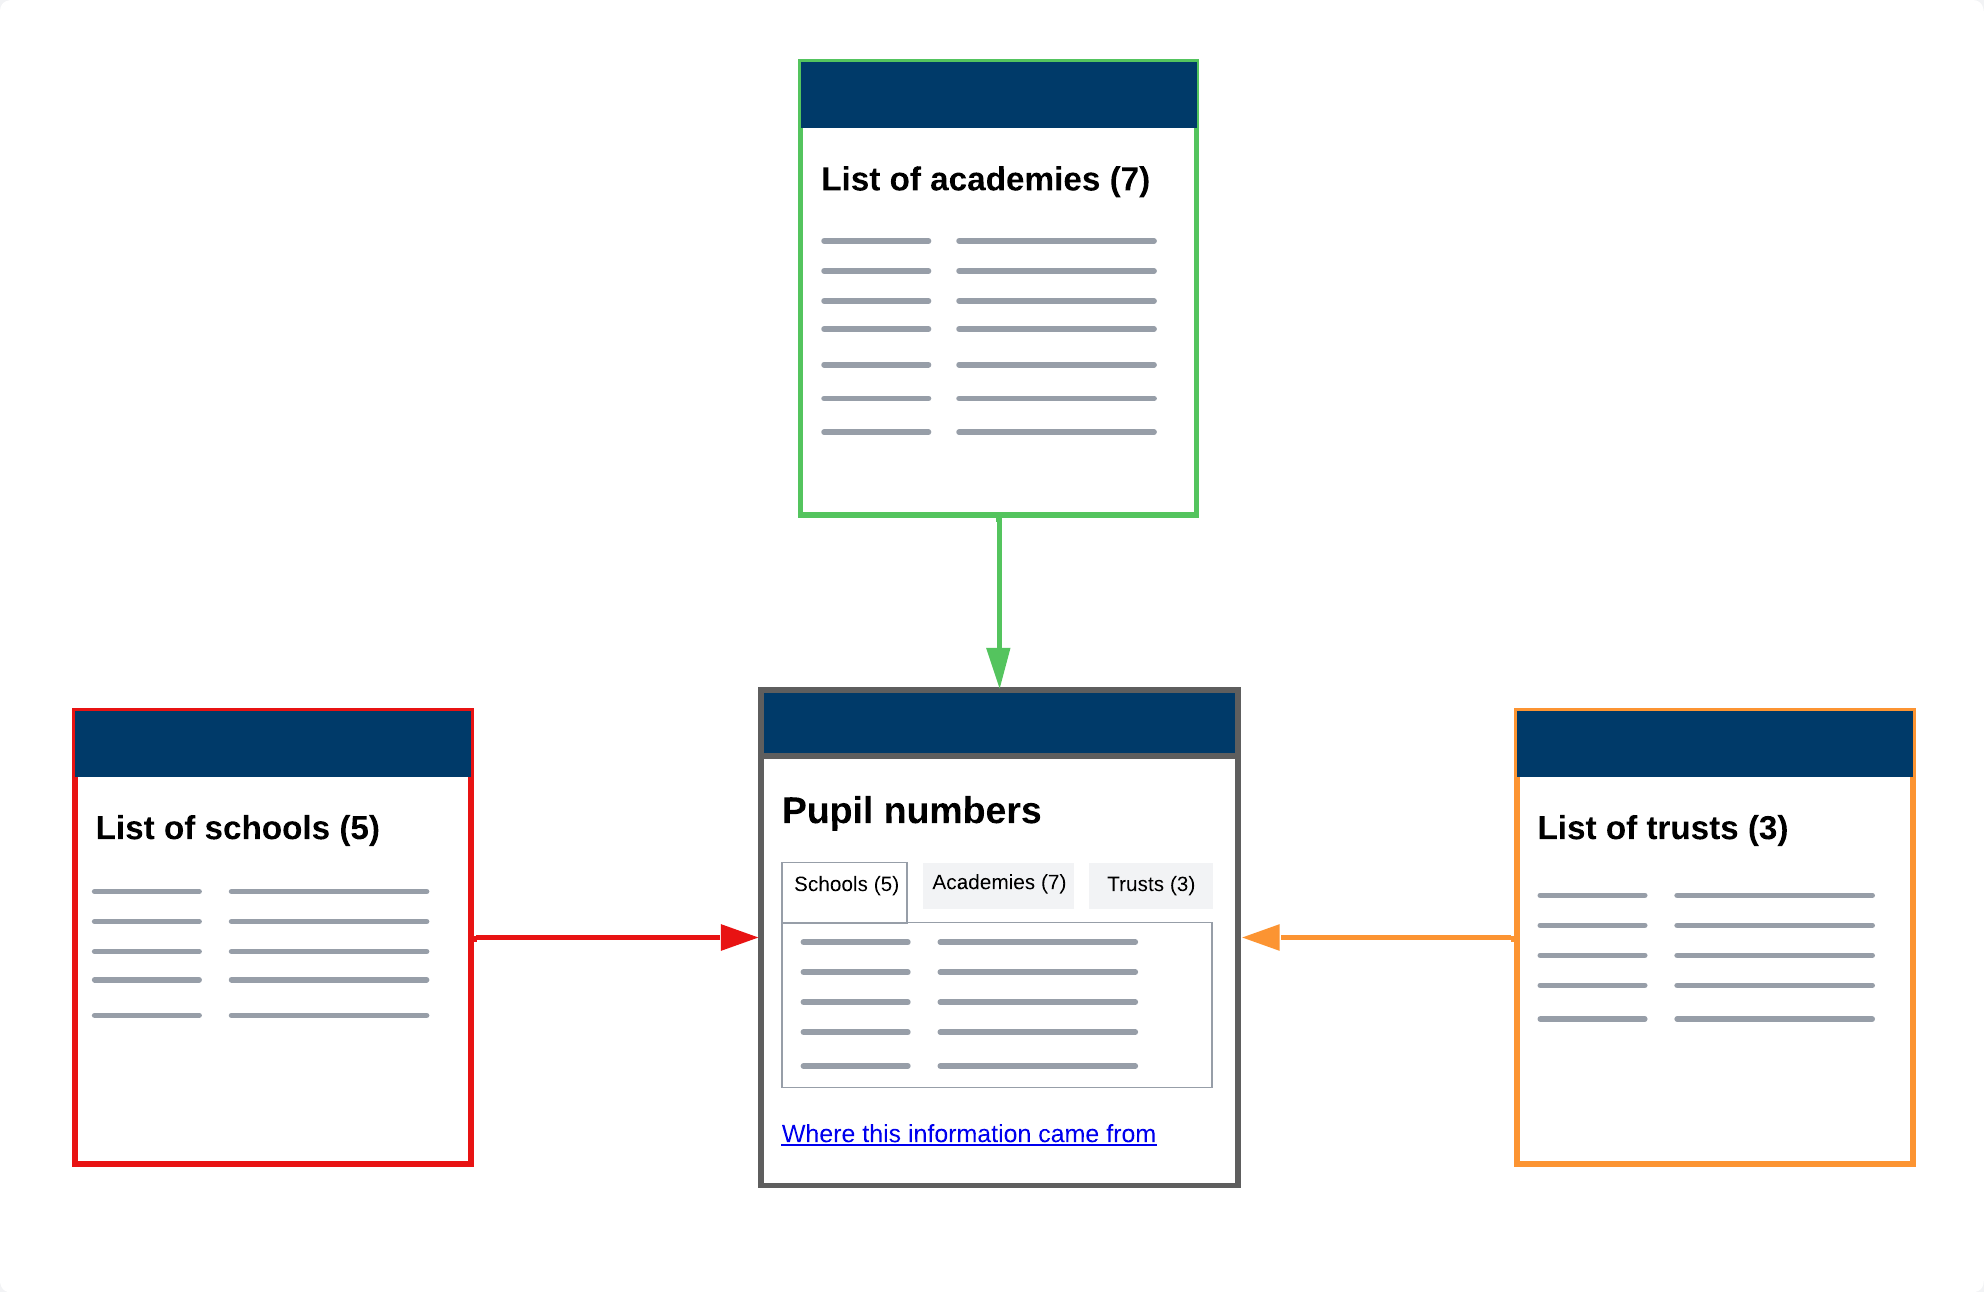 List of academies (7)
List of schools (5)
Pupil numbers
Schools (5)
Academies (7)
Trusts (3)
Where this information came from
List of trusts (3)